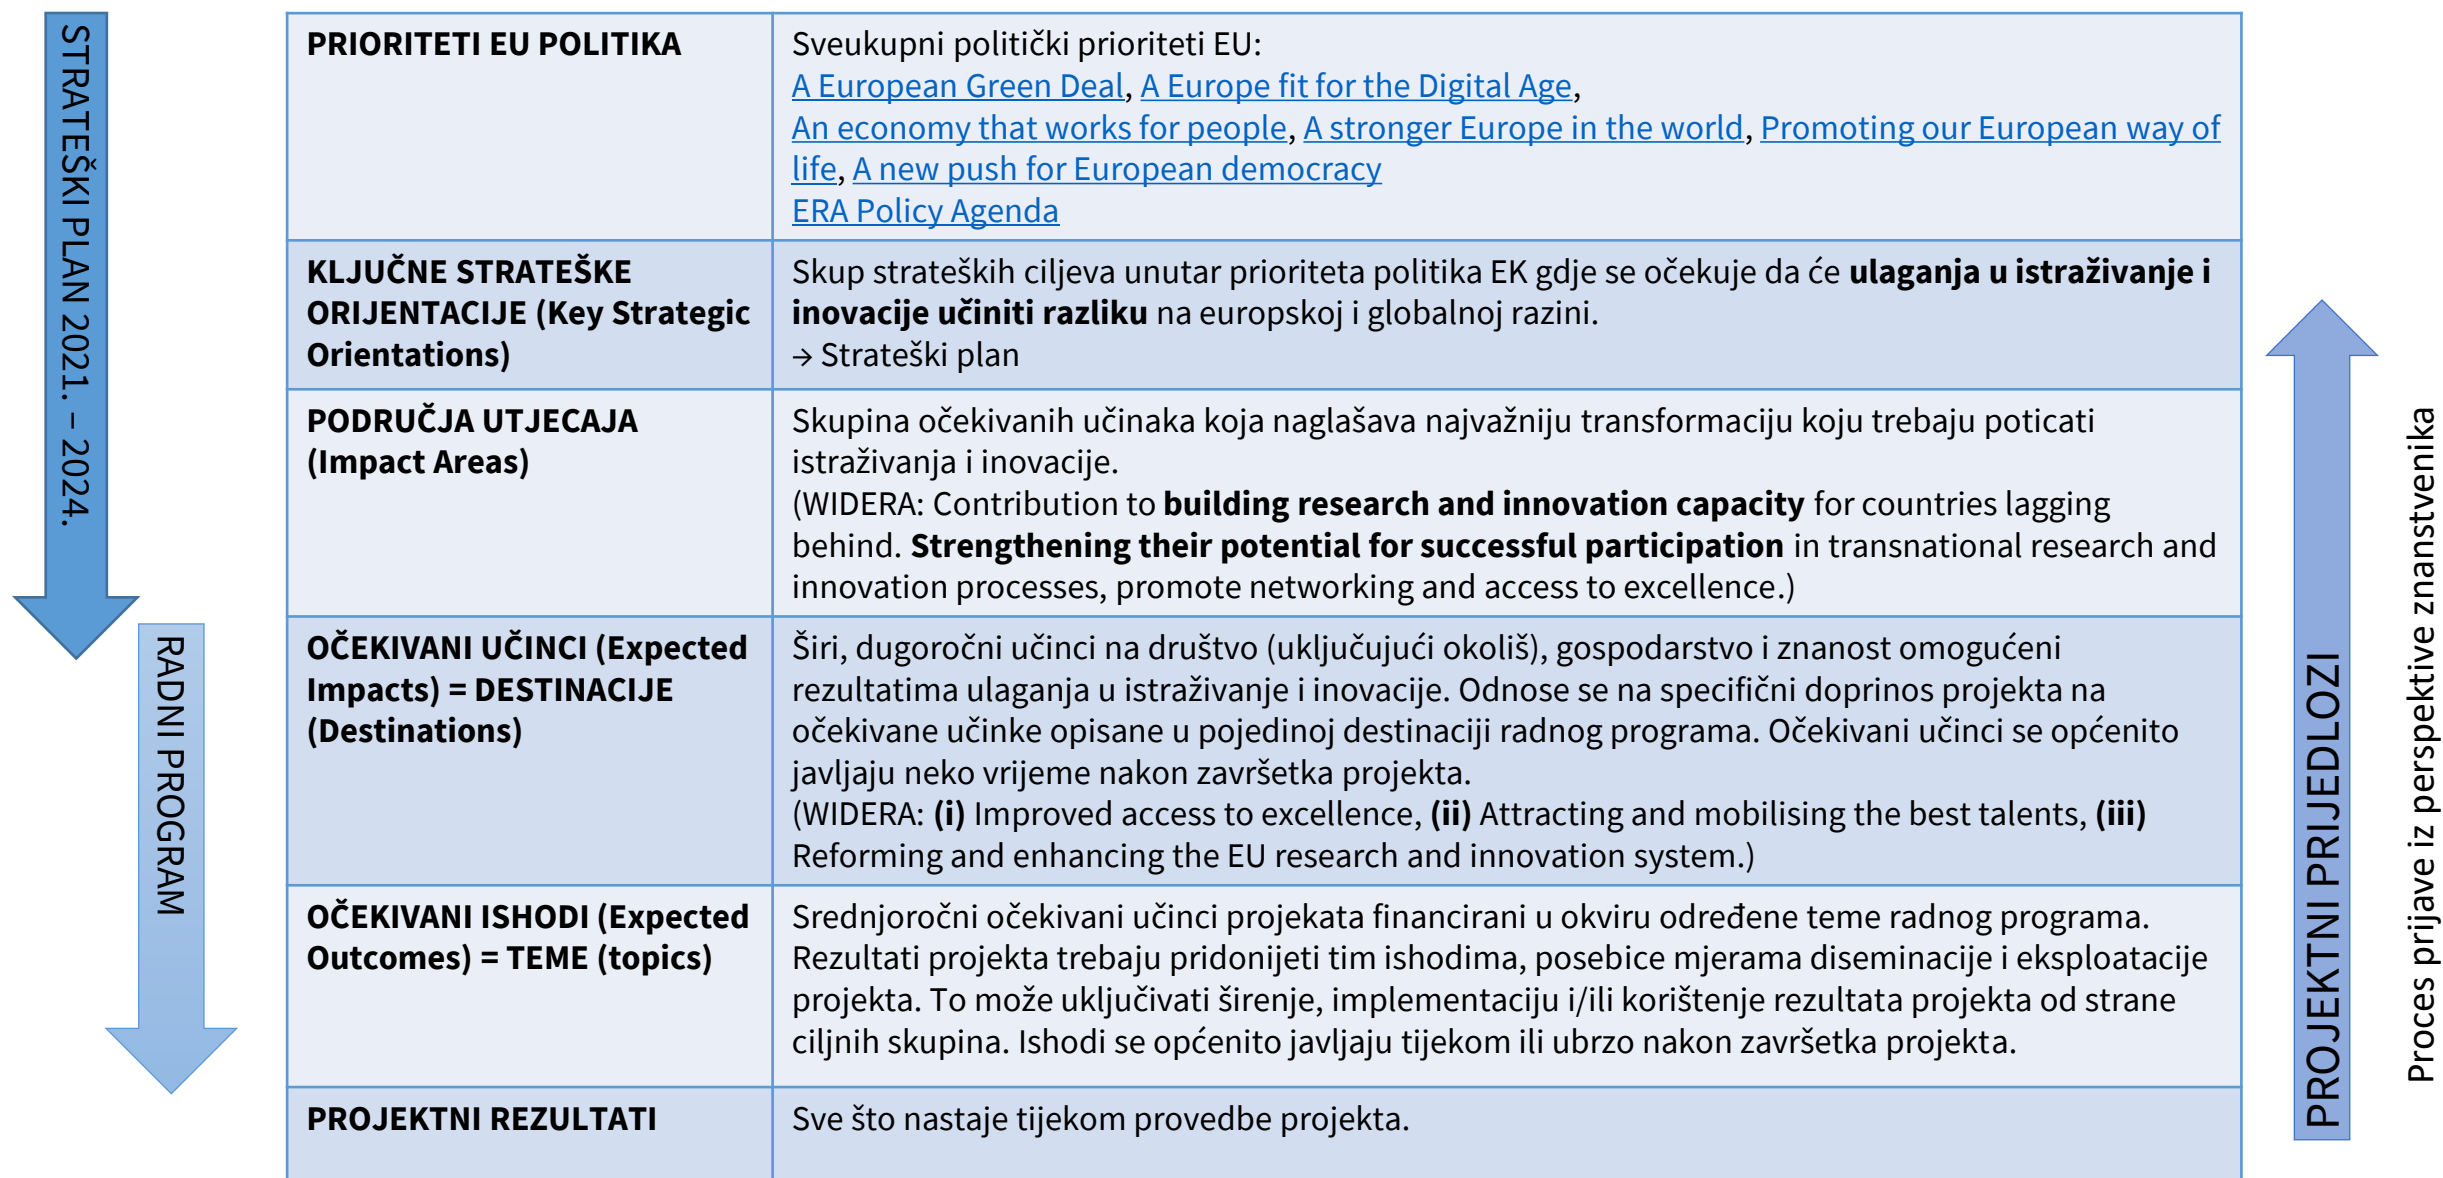 STRATEŠKI PLAN 2021. – 2024.
RADNI PROGRAM
PRIORITETI EU POLITIKA
Sveukupni politički prioriteti EU:
A European Green Deal, A Europe fit for the Digital Age,
An economy that works for people, A stronger Europe in the world, Promoting our European way of
life, A new push for European democracy
ERA Policy Agenda
KLJUČNE STRATEŠKE
ORIJENTACIJE (Key Strategic
Orientations)
Skup strateških ciljeva unutar prioriteta politika EK gdje se očekuje da će ulaganja u istraživanje i
inovacije učiniti razliku na europskoj i globalnoj razini.
→ Strateški plan
PODRUČJA UTJECAJA
(Impact Areas)
Skupina očekivanih učinaka koja naglašava najvažniju transformaciju koju trebaju poticati
istraživanja i inovacije.
(WIDERA: Contribution to building research and innovation capacity for countries lagging
behind. Strengthening their potential for successful participation in transnational research and
innovation processes, promote networking and access to excellence.)
OČEKIVANI UČINCI (Expected
Impacts) = DESTINACIJE
(Destinations)
Širi, dugoročni učinci na društvo (uključujući okoliš), gospodarstvo i znanost omogućeni
rezultatima ulaganja u istraživanje i inovacije. Odnose se na specifični doprinos projekta na
očekivane učinke opisane u pojedinoj destinaciji radnog programa. Očekivani učinci se općenito
javljaju neko vrijeme nakon završetka projekta.
(WIDERA: (i) Improved access to excellence, (ii) Attracting and mobilising the best talents, (iii)
Reforming and enhancing the EU research and innovation system.)
OČEKIVANI ISHODI (Expected
Outcomes) = TEME (topics)
Srednjoročni očekivani učinci projekata financirani u okviru određene teme radnog programa.
Rezultati projekta trebaju pridonijeti tim ishodima, posebice mjerama diseminacije i eksploatacije
projekta. To može uključivati širenje, implementaciju i/ili korištenje rezultata projekta od strane
ciljnih skupina. Ishodi se općenito javljaju tijekom ili ubrzo nakon završetka projekta.
PROJEKTNI REZULTATI
Sve što nastaje tijekom provedbe projekta.
PROJEKTNI PRIJEDLOZI
Proces prijave iz perspektive znanstvenika